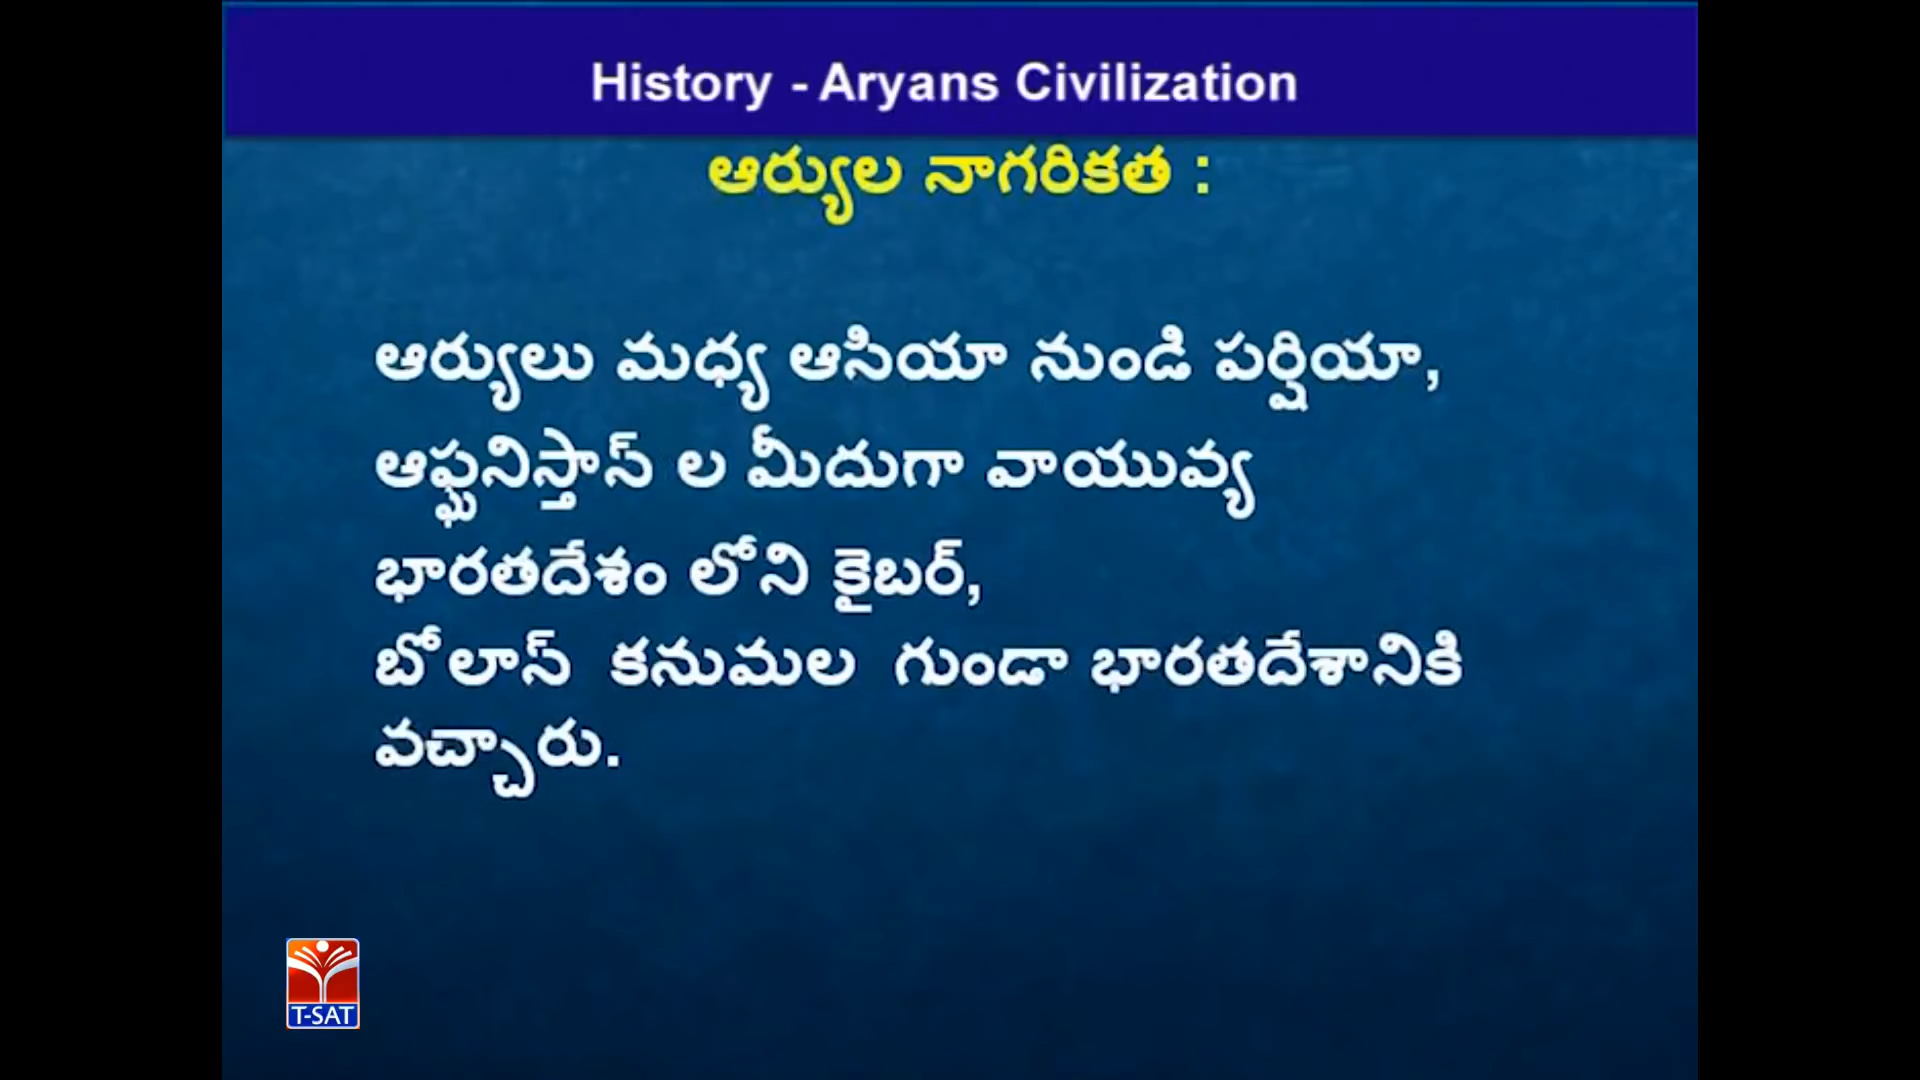 History - Aryans Civilization
ఆర్యుల నాగరికత :
ఆర్యులు మధ్య ఆసియా నుండి పర్షియా,
ఆఫ్ఘనిస్తాన్ ల మీదుగా వాయువ్య
భారతదేశం లోని కైబర్,
బోలాస్ కనుమల గుండా భారతదేశానికి
వచ్చారు.
T-SAT